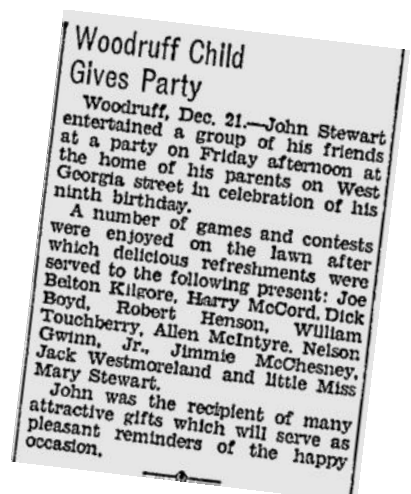 Woodruff Child
Gives Party
Woodruff, Dec. 21.—John Stewart
entertained a group of his friends
at a party on Friday afternoon at
the home of his parents on West
Georgia street in celebration of his
ninth birthday.
A number of games and contests
were enjoyed on the lawn after
which delicious refreshments were
served to the following present: Joe
Belton Kilgore, Harry McCord, Dick
Boyd, Robert Henson, William
Touchberry, Allen McIntyre, Nelson
Gwinn, Jr., Jimmie McChesney,
Jack Westmoreland and little Miss
Mary Stewart.
John was the recipient of many
attractive gifts which will serve as
pleasant reminders of the happy
occasion.